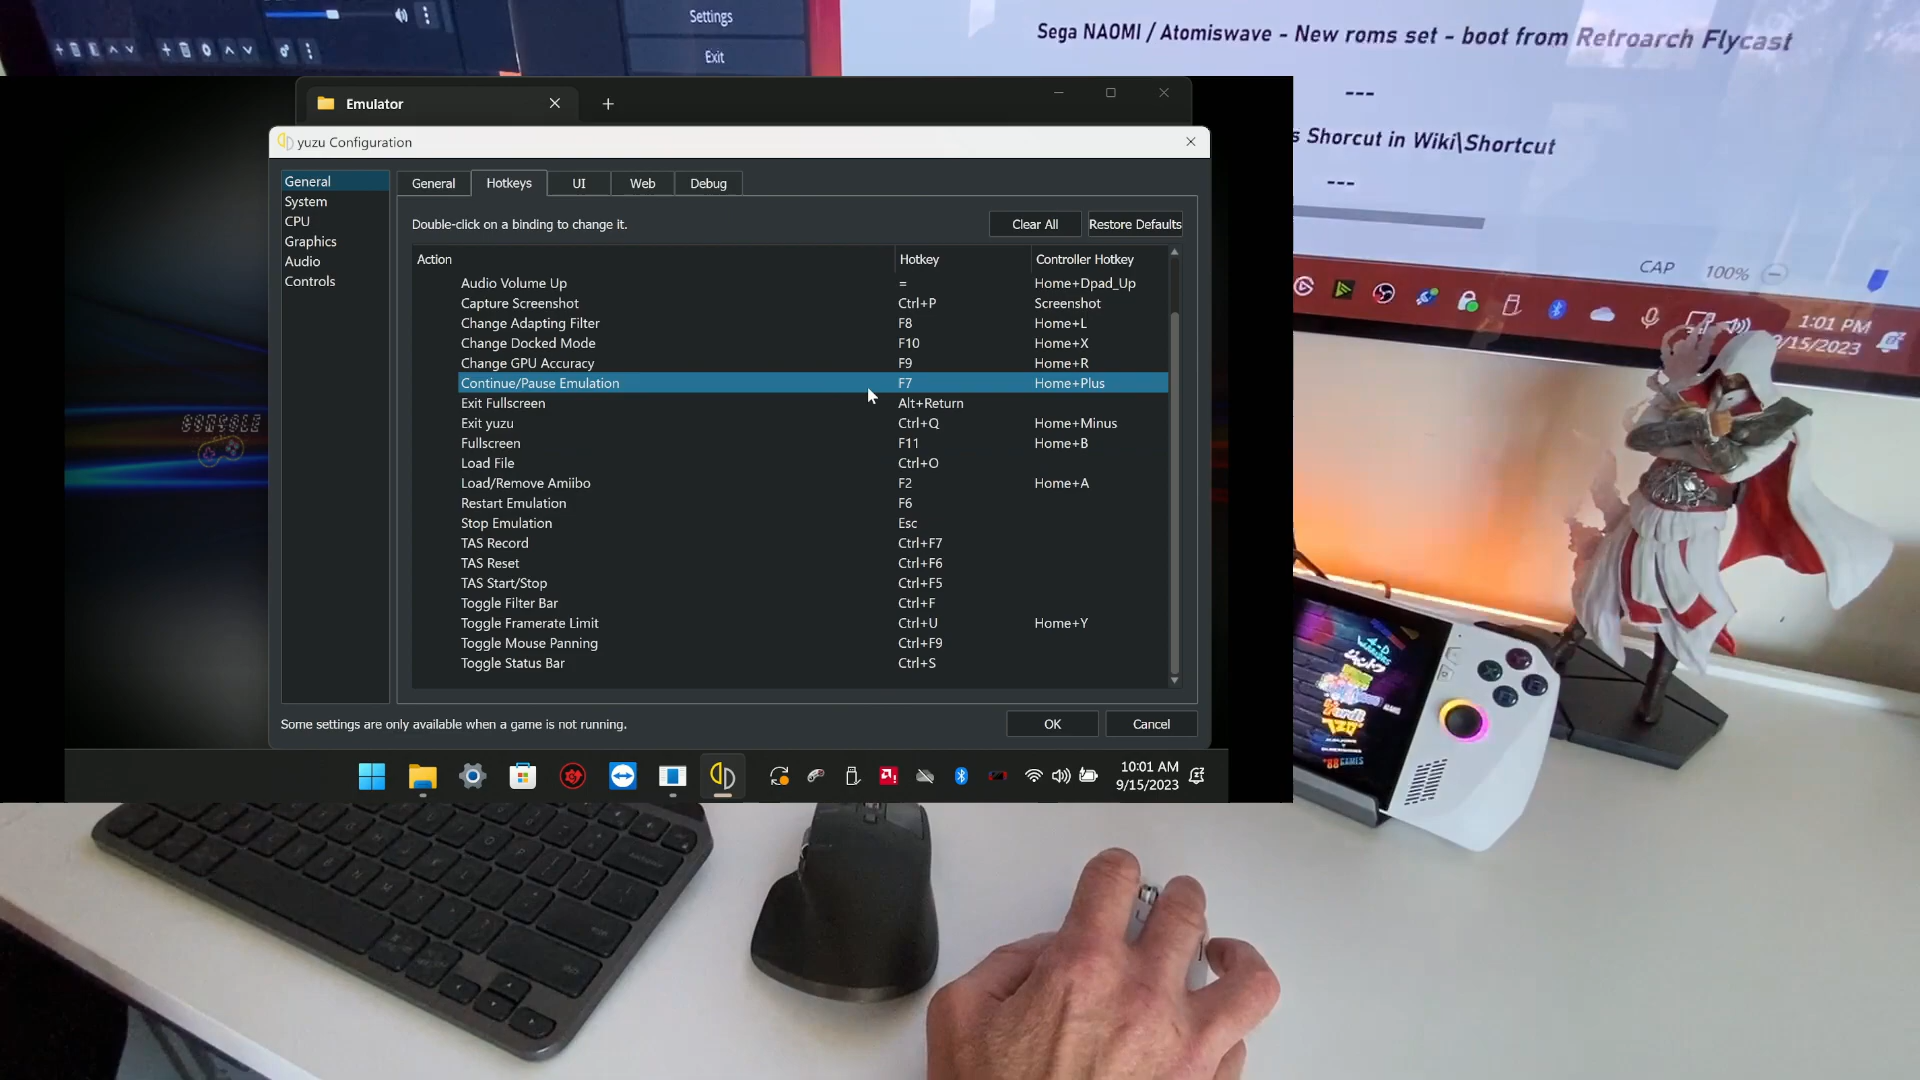 Settings
Exit
Sega NAOMI / Atomiswave - New roms set - boot from Retroarch Flycast
---
s Shorcut in Wiki\Shortcut
---
CAP 100%
1:01 PM
9/15/2023
Emulator
yuzu Configuration
General
System
CPU
Graphics
Audio
Controls
General Hotkeys UI Web Debug
Double-click on a binding to change it.
Clear All Restore Defaults
Action Hotkey Controller Hotkey
Audio Volume Up = Home+Dpad_Up
Capture Screenshot Ctrl+P Screenshot
Change Adapting Filter F8 Home+L
Change Docked Mode F10 Home+X
Change GPU Accuracy F9 Home+R
Continue/Pause Emulation F7 Home+Plus
Exit Fullscreen Alt+Return
Exit yuzu Ctrl+Q Home+Minus
Fullscreen F11 Home+B
Load File Ctrl+O
Load/Remove Amiibo F2 Home+A
Restart Emulation F6
Stop Emulation Esc
TAS Record Ctrl+F7
TAS Reset Ctrl+F6
TAS Start/Stop Ctrl+F5
Toggle Filter Bar Ctrl+F
Toggle Framerate Limit Ctrl+U Home+Y
Toggle Mouse Panning Ctrl+F9
Toggle Status Bar Ctrl+S
Some settings are only available when a game is not running.
OK Cancel
CONSOLE
10:01 AM
9/15/2023
4-D
WARRIORS
'88 GAMES